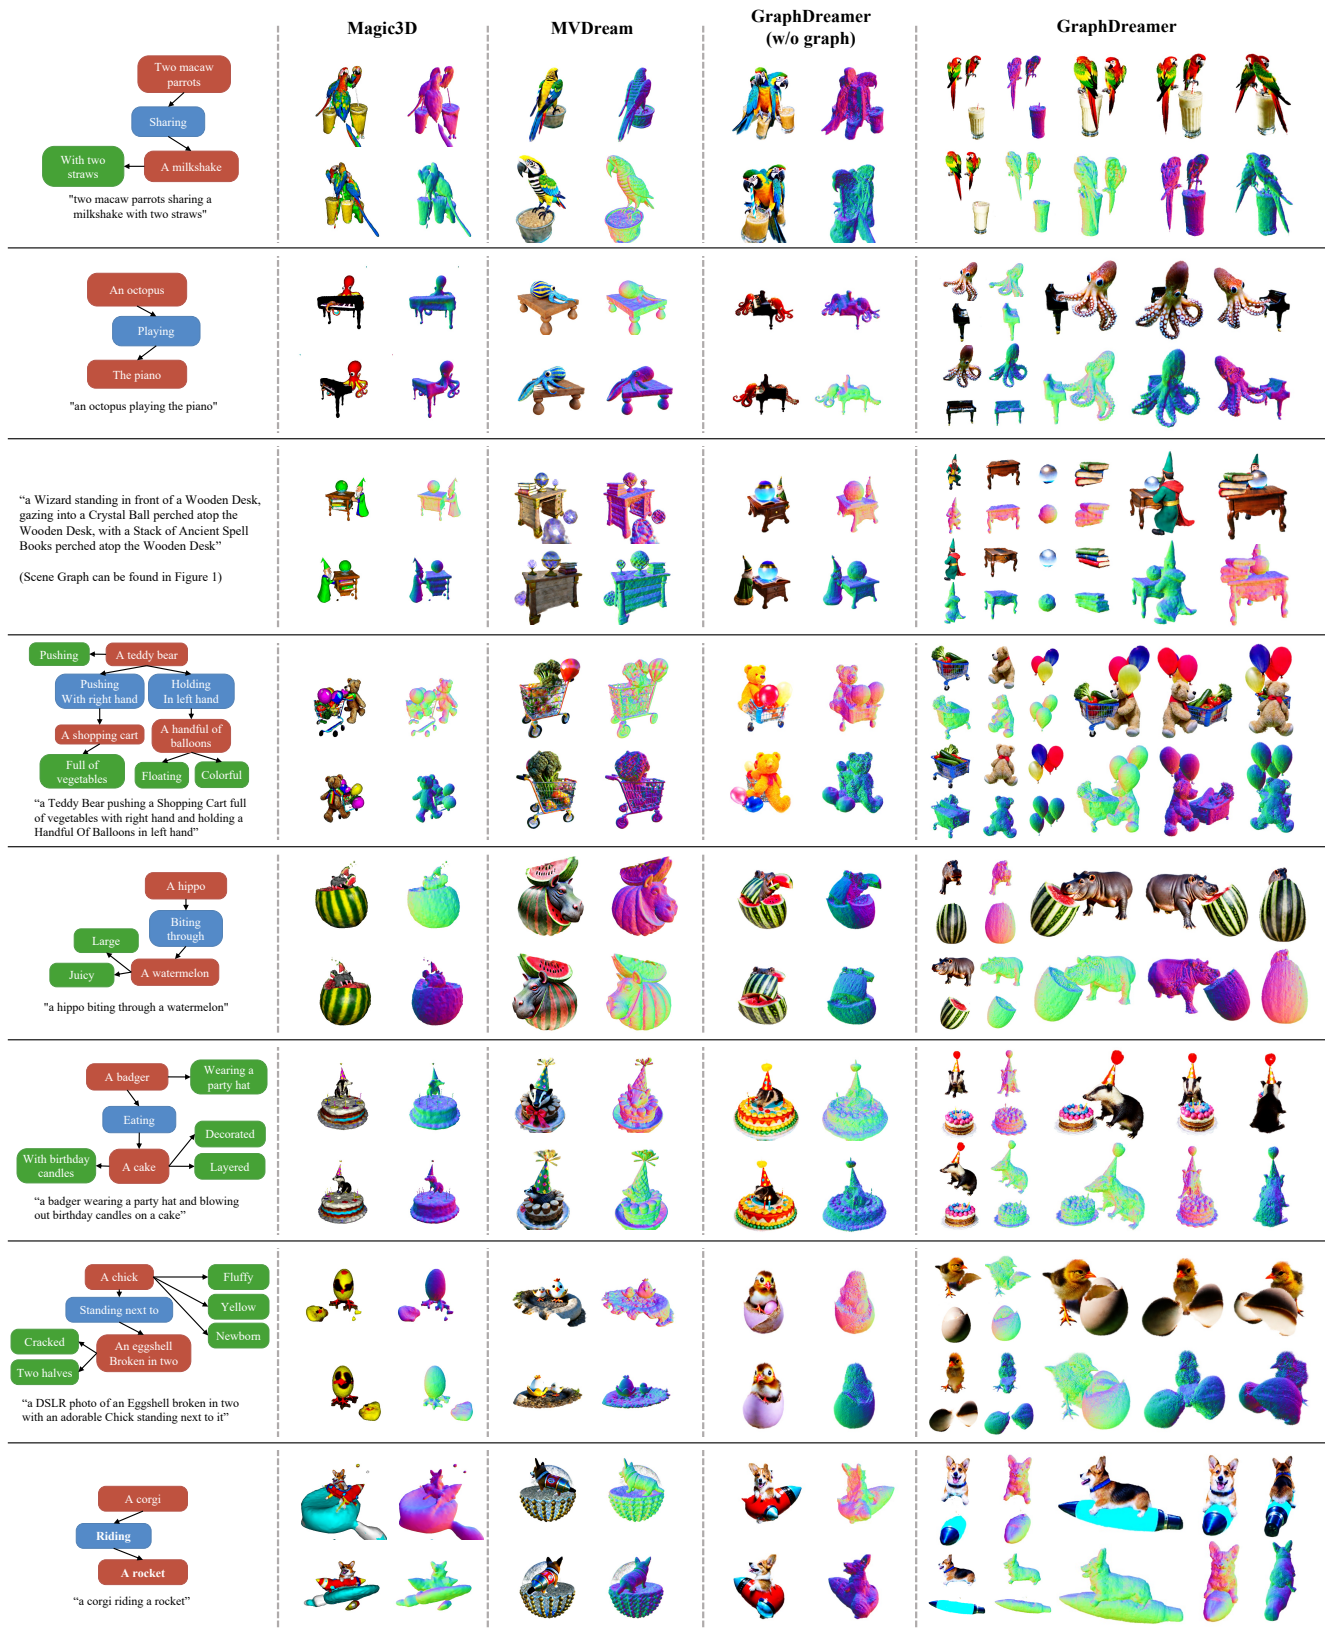 Magic3D
MVDream
GraphDreamer
(w/o graph)
GraphDreamer
Two macaw
parrots
Sharing
With two
straws
A milkshake
"two macaw parrots sharing a
milkshake with two straws"
An octopus
Playing
The piano
"an octopus playing the piano"
“a Wizard standing in front of a Wooden Desk,
gazing into a Crystal Ball perched atop the
Wooden Desk, with a Stack of Ancient Spell
Books perched atop the Wooden Desk”
(Scene Graph can be found in Figure 1)
Pushing
A teddy bear
Pushing
With right hand
Holding
In left hand
A shopping cart
A handful of
balloons
Full of
vegetables
Floating
Colorful
“a Teddy Bear pushing a Shopping Cart full
of vegetables with right hand and holding a
Handful Of Balloons in left hand”
A hippo
Biting
through
Large
Juicy
A watermelon
"a hippo biting through a watermelon"
A badger
Wearing a
party hat
Eating
Decorated
With birthday
candles
A cake
Layered
“a badger wearing a party hat and blowing
out birthday candles on a cake”
A chick
Fluffy
Standing next to
Yellow
Newborn
Cracked
An eggshell
Broken in two
Two halves
“a DSLR photo of an Eggshell broken in two
with an adorable Chick standing next to it”
A corgi
Riding
A rocket
“a corgi riding a rocket”